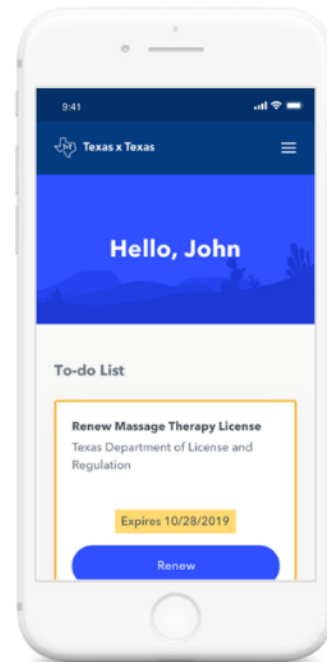 9:41
Texas x Texas
Hello, John
To-do List
Renew Massage Therapy License
Texas Department of License and
Regulation
Expires 10/28/2019
Renew